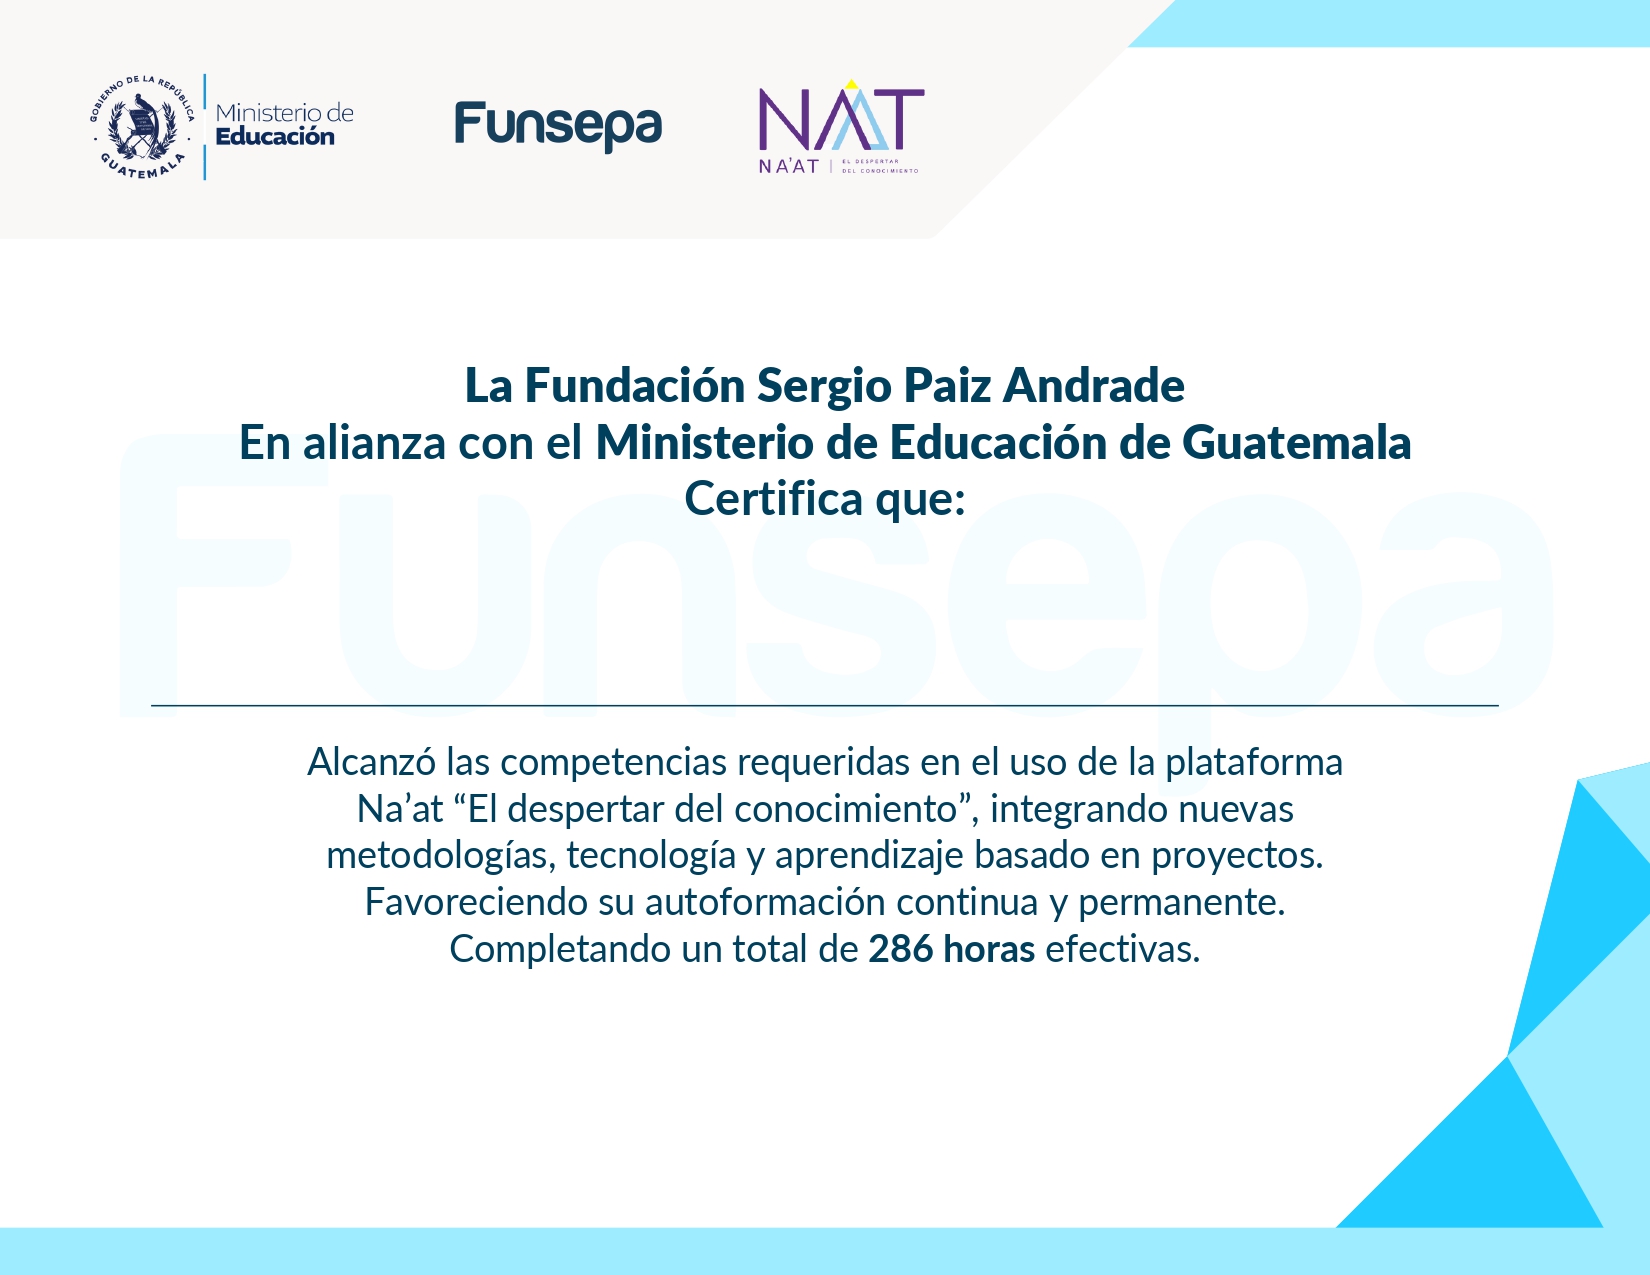 GOBIERNO DE LA REPÚBLICA
GUATEMALA
Ministerio de
Educación
Funsepa
NAAT
NA'AT | EL DESPERTAR
DEL CONOCIMIENTO
La Fundación Sergio Paiz Andrade
En alianza con el Ministerio de Educación de Guatemala
Certifica que:
Funsepa
Alcanzó las competencias requeridas en el uso de la plataforma
Na’at “El despertar del conocimiento”, integrando nuevas
metodologías, tecnología y aprendizaje basado en proyectos.
Favoreciendo su autoformación continua y permanente.
Completando un total de 286 horas efectivas.